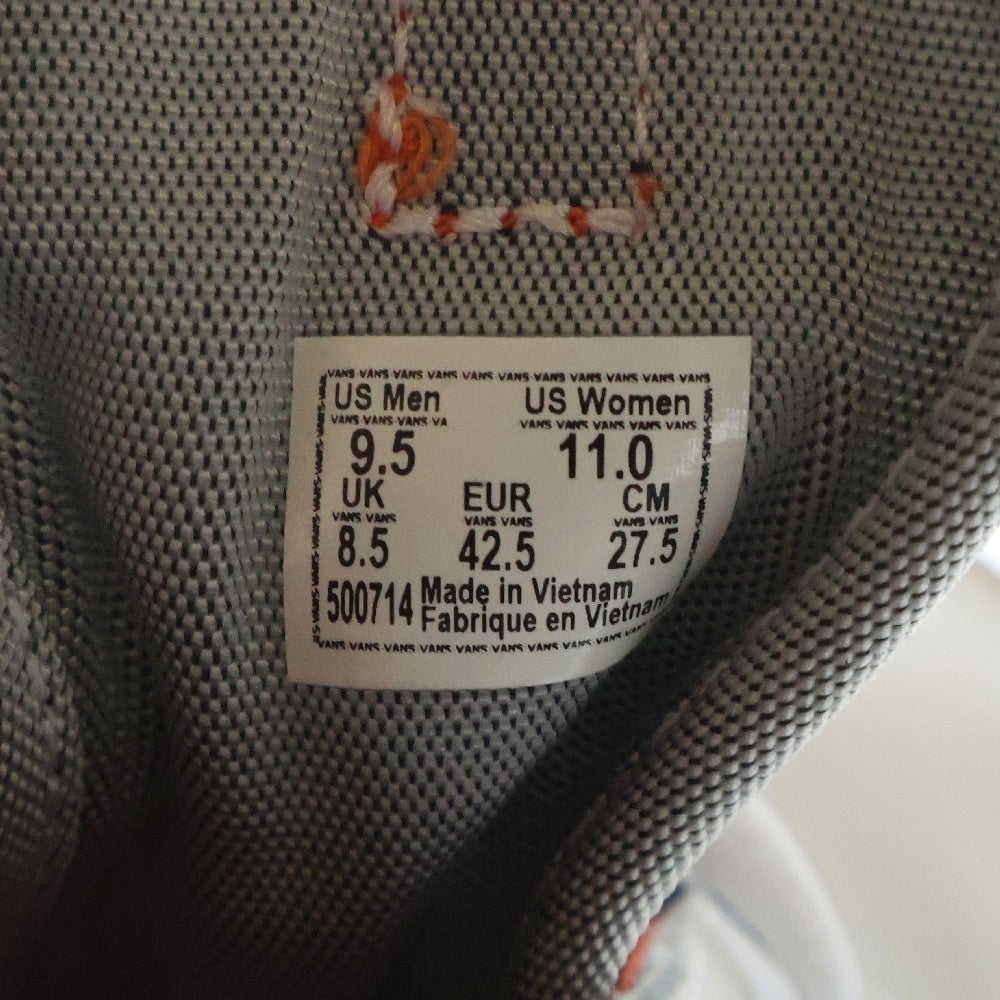 VANS VANS VANS VANS VANS VANS VANS VANS VANS VANS VANS
US Men US Women
VANS VANS VANS VA VANS VANS VANS VANS VANS
9.5 11.0
UK EUR CM
VANS VANS VANS VANS VANS VANS
8.5 42.5 27.5
500714 Made in Vietnam
Fabrique en Vietnam
VANS VANS VANS VANS VANS VANS VANS VANS VANS